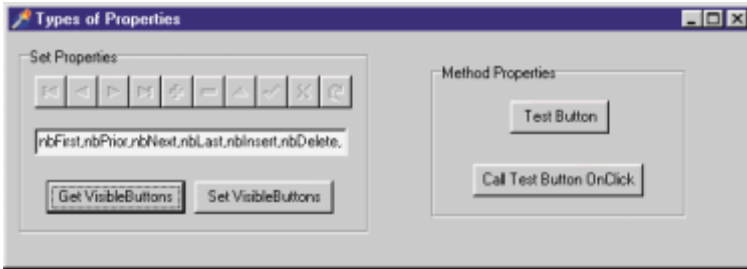 Types of Properties
Set Properties
nbFirst,nbPrior,nbNext,nbLast,nbInsert,nbDelete,
Get VisibleButtons
Set VisibleButtons
Method Properties
Test Button
Call Test Button OnClick